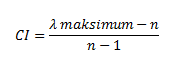 CI = λ maksimum − n / n − 1